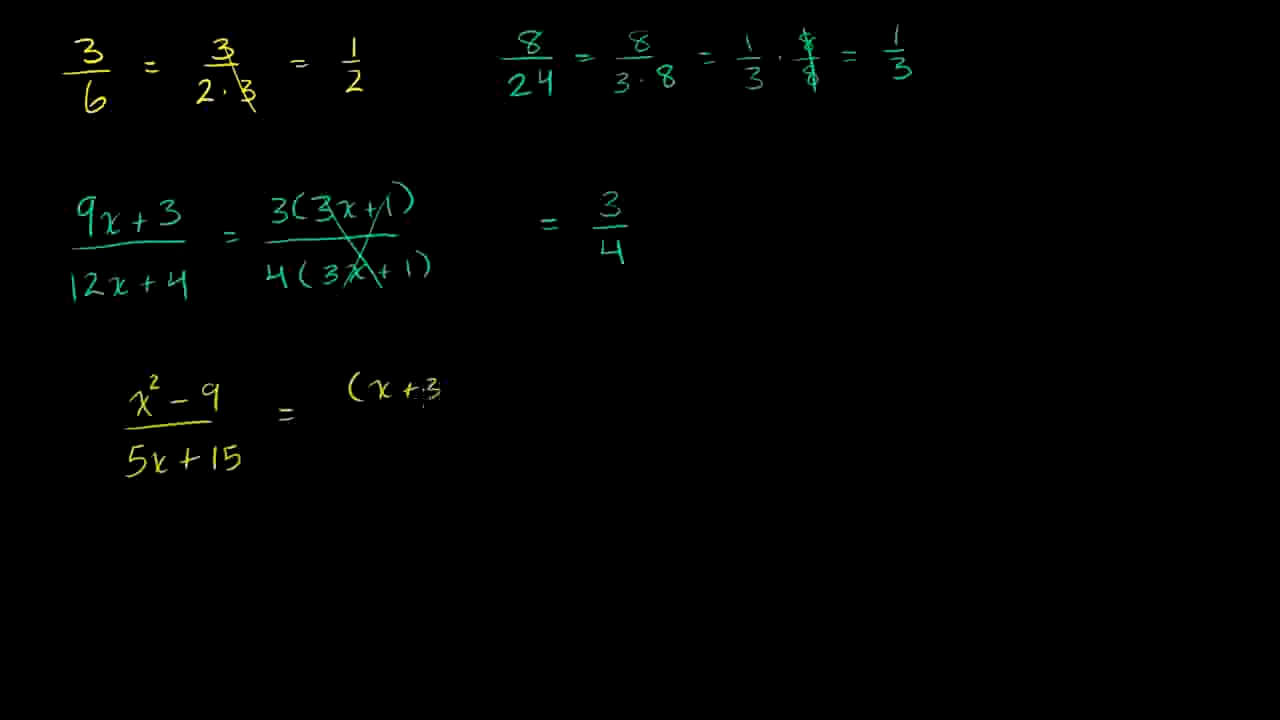 3/6 = 3/(2·3) = 1/2
8/24 = 8/(3·8) = 1/3 · 8/8 = 1/3
(9x+3)/(12x+4) = 3(3x+1)/4(3x+1) = 3/4
(x²-9)/(5x+15) = (x+3